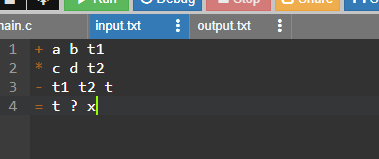 Run Debug Stop Share
main.c input.txt output.txt
1 + a b t1
2 * c d t2
3 - t1 t2 t
4 = t ? x